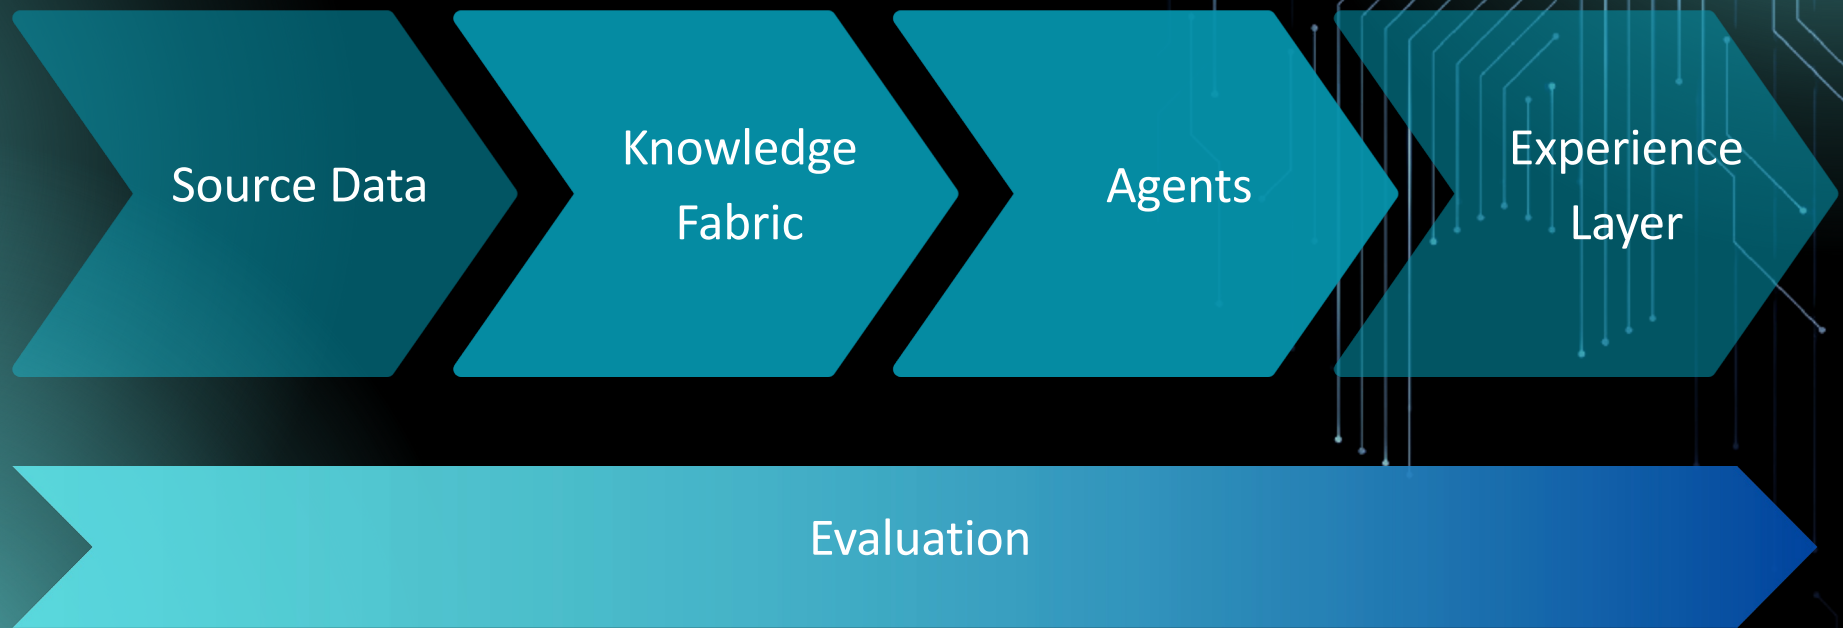 Source Data
Knowledge
Fabric
Agents
Experience
Layer
Evaluation